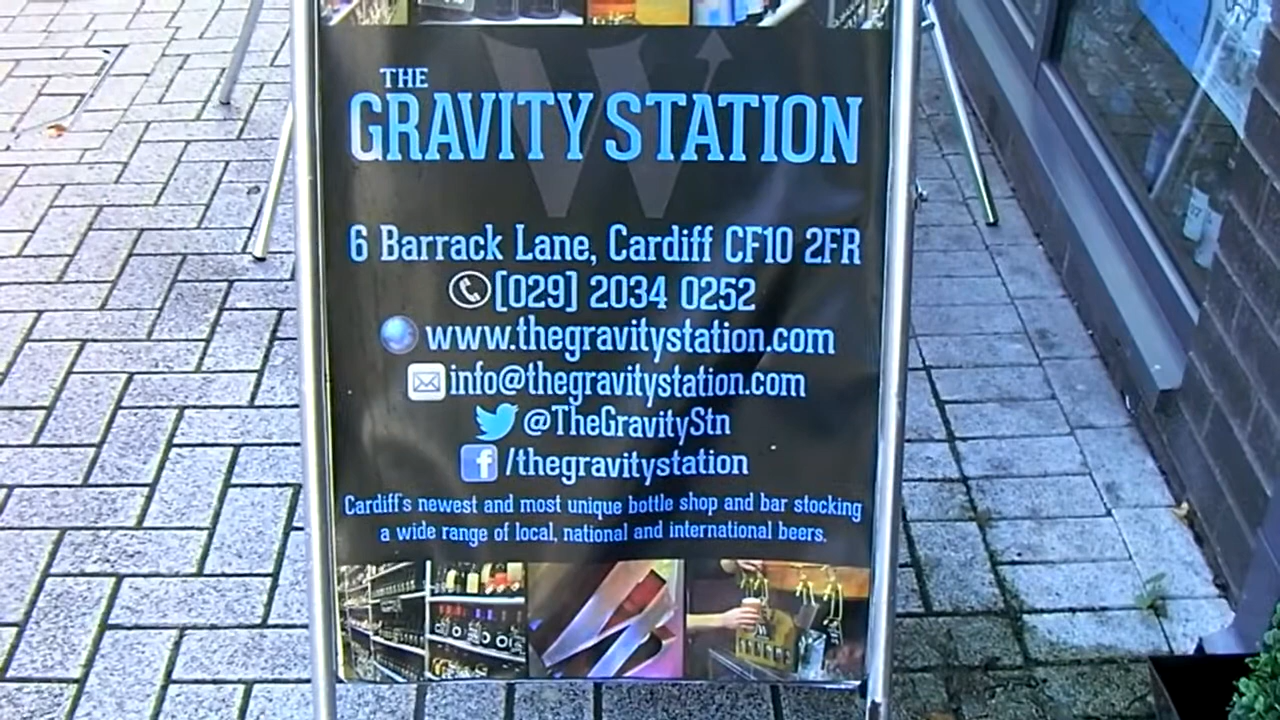 THE
GRAVITY STATION
6 Barrack Lane, Cardiff CF10 2FR
[029] 2034 0252
www.thegravitystation.com
info@thegravitystation.com
@TheGravityStn
/thegravitystation
Cardiff's newest and most unique bottle shop and bar stocking
a wide range of local, national and international beers.